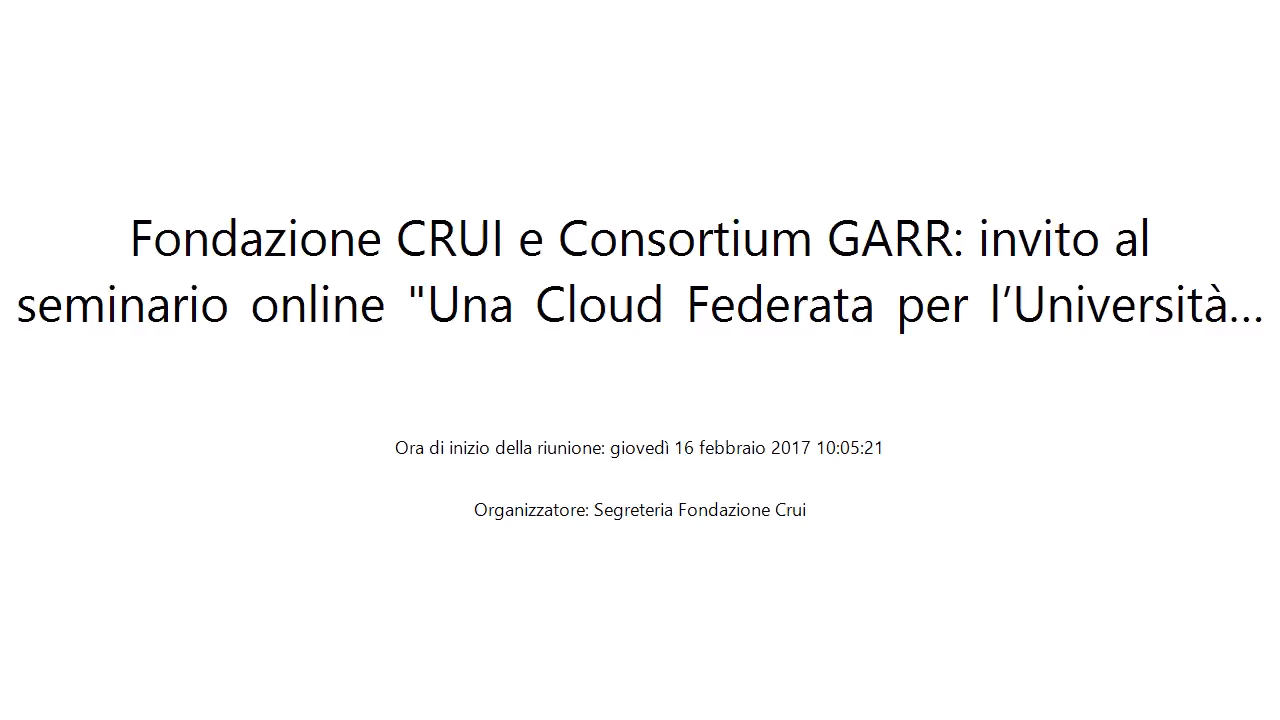 Fondazione CRUI e Consortium GARR: invito al
seminario online "Una Cloud Federata per l’Università...
Ora di inizio della riunione: giovedì 16 febbraio 2017 10:05:21
Organizzatore: Segreteria Fondazione Crui